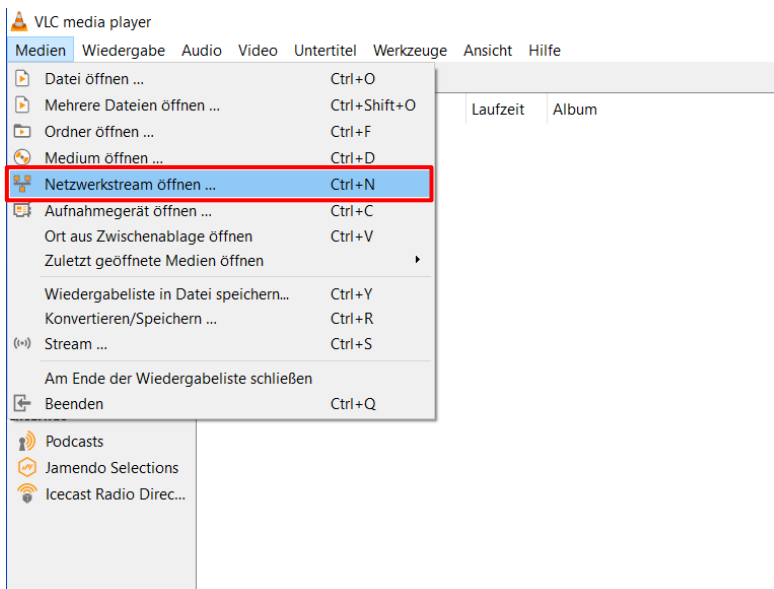 VLC media player
Medien Wiedergabe Audio Video Untertitel Werkzeuge Ansicht Hilfe
Datei öffnen ... Ctrl+O
Mehrere Dateien öffnen ... Ctrl+Shift+O
Laufzeit Album
Ordner öffnen ... Ctrl+F
Medium öffnen ... Ctrl+D
Netzwerkstream öffnen ... Ctrl+N
Aufnahmegerät öffnen ... Ctrl+C
Ort aus Zwischenablage öffnen Ctrl+V
Zuletzt geöffnete Medien öffnen
Wiedergabeliste in Datei speichern... Ctrl+Y
Konvertieren/Speichern ... Ctrl+R
Stream ... Ctrl+S
Am Ende der Wiedergabeliste schließen
Beenden Ctrl+Q
Podcasts
Jamendo Selections
Icecast Radio Direc...